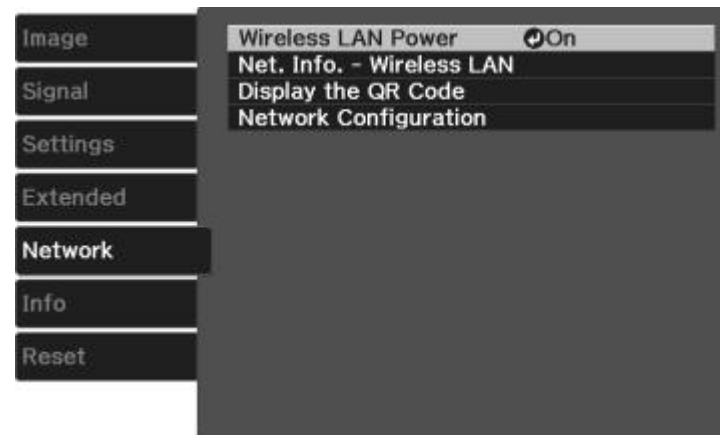 Image
Signal
Settings
Extended
Network
Info
Reset
Wireless LAN Power On
Net. Info. - Wireless LAN
Display the QR Code
Network Configuration